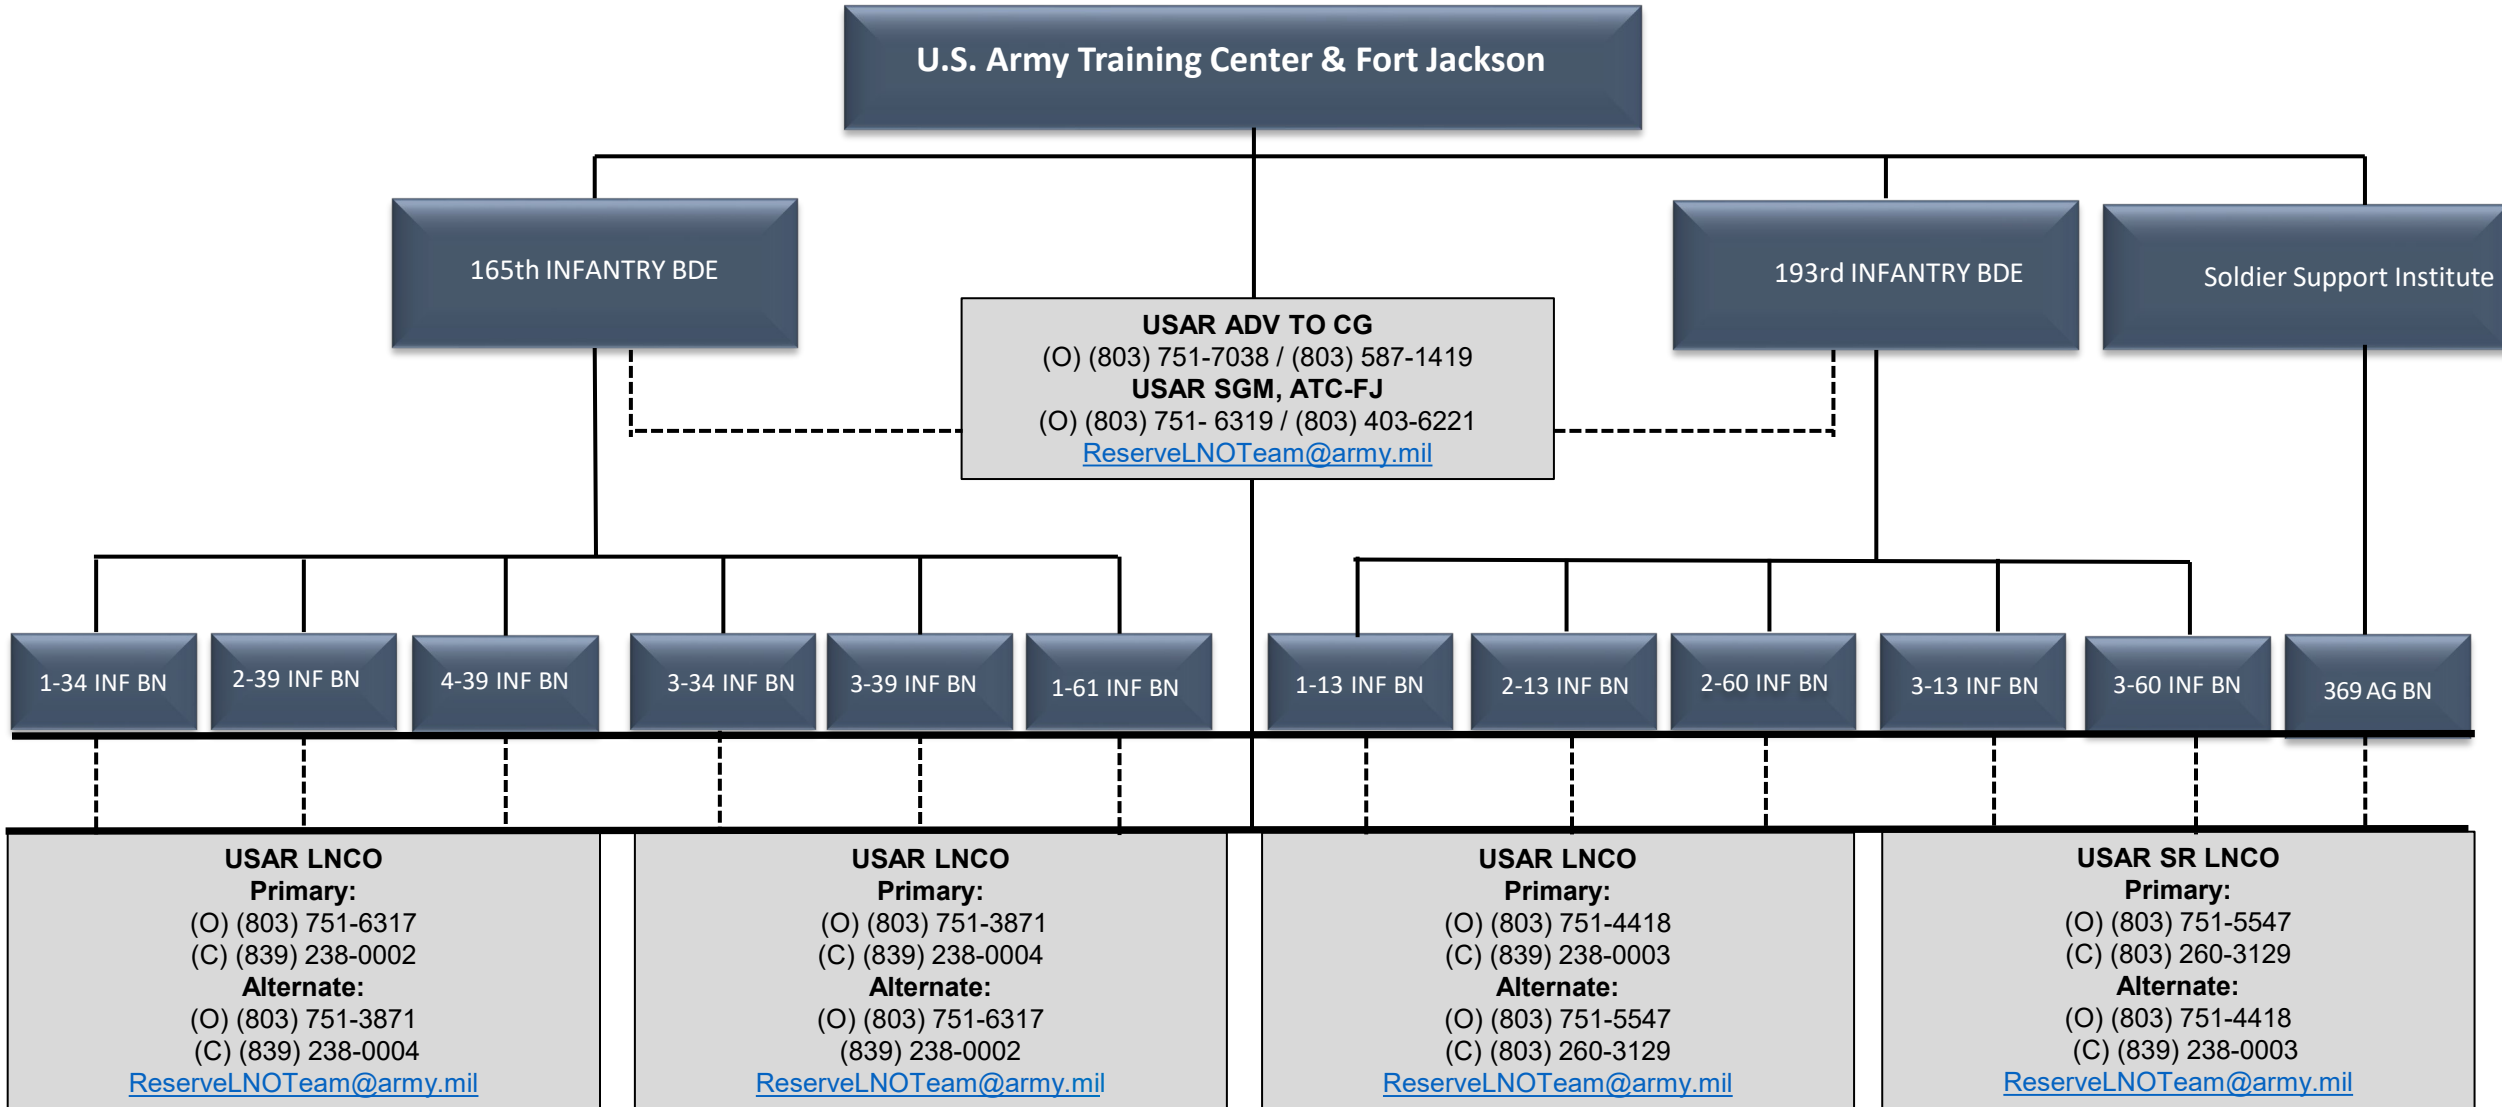 U.S. Army Training Center & Fort Jackson
165th INFANTRY BDE
193rd INFANTRY BDE
Soldier Support Institute
USAR ADV TO CG
(O) (803) 751-7038 / (803) 587-1419
USAR SGM, ATC-FJ
(O) (803) 751- 6319 / (803) 403-6221
ReserveLNOTeam@army.mil
1-34 INF BN
2-39 INF BN
4-39 INF BN
3-34 INF BN
3-39 INF BN
1-61 INF BN
1-13 INF BN
2-13 INF BN
2-60 INF BN
3-13 INF BN
3-60 INF BN
369 AG BN
USAR LNCO
Primary:
(O) (803) 751-6317
(C) (839) 238-0002
Alternate:
(O) (803) 751-3871
(C) (839) 238-0004
ReserveLNOTeam@army.mil
USAR LNCO
Primary:
(O) (803) 751-3871
(C) (839) 238-0004
Alternate:
(O) (803) 751-6317
(839) 238-0002
ReserveLNOTeam@army.mil
USAR LNCO
Primary:
(O) (803) 751-4418
(C) (839) 238-0003
Alternate:
(O) (803) 751-5547
(C) (803) 260-3129
ReserveLNOTeam@army.mil
USAR SR LNCO
Primary:
(O) (803) 751-5547
(C) (803) 260-3129
Alternate:
(O) (803) 751-4418
(C) (839) 238-0003
ReserveLNOTeam@army.mil